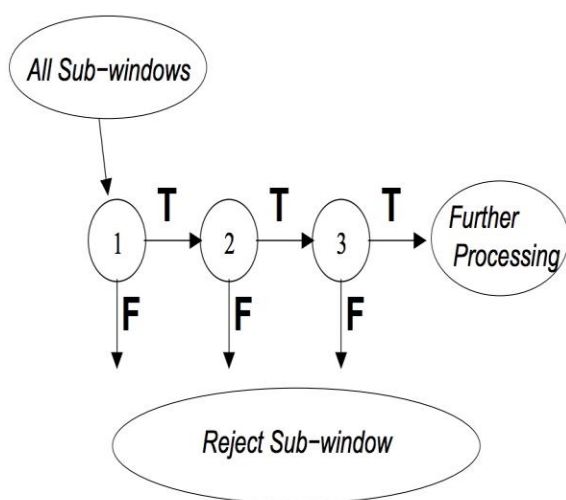 All Sub-windows
T T T
1 2 3
Further
Processing
F F F
Reject Sub-window